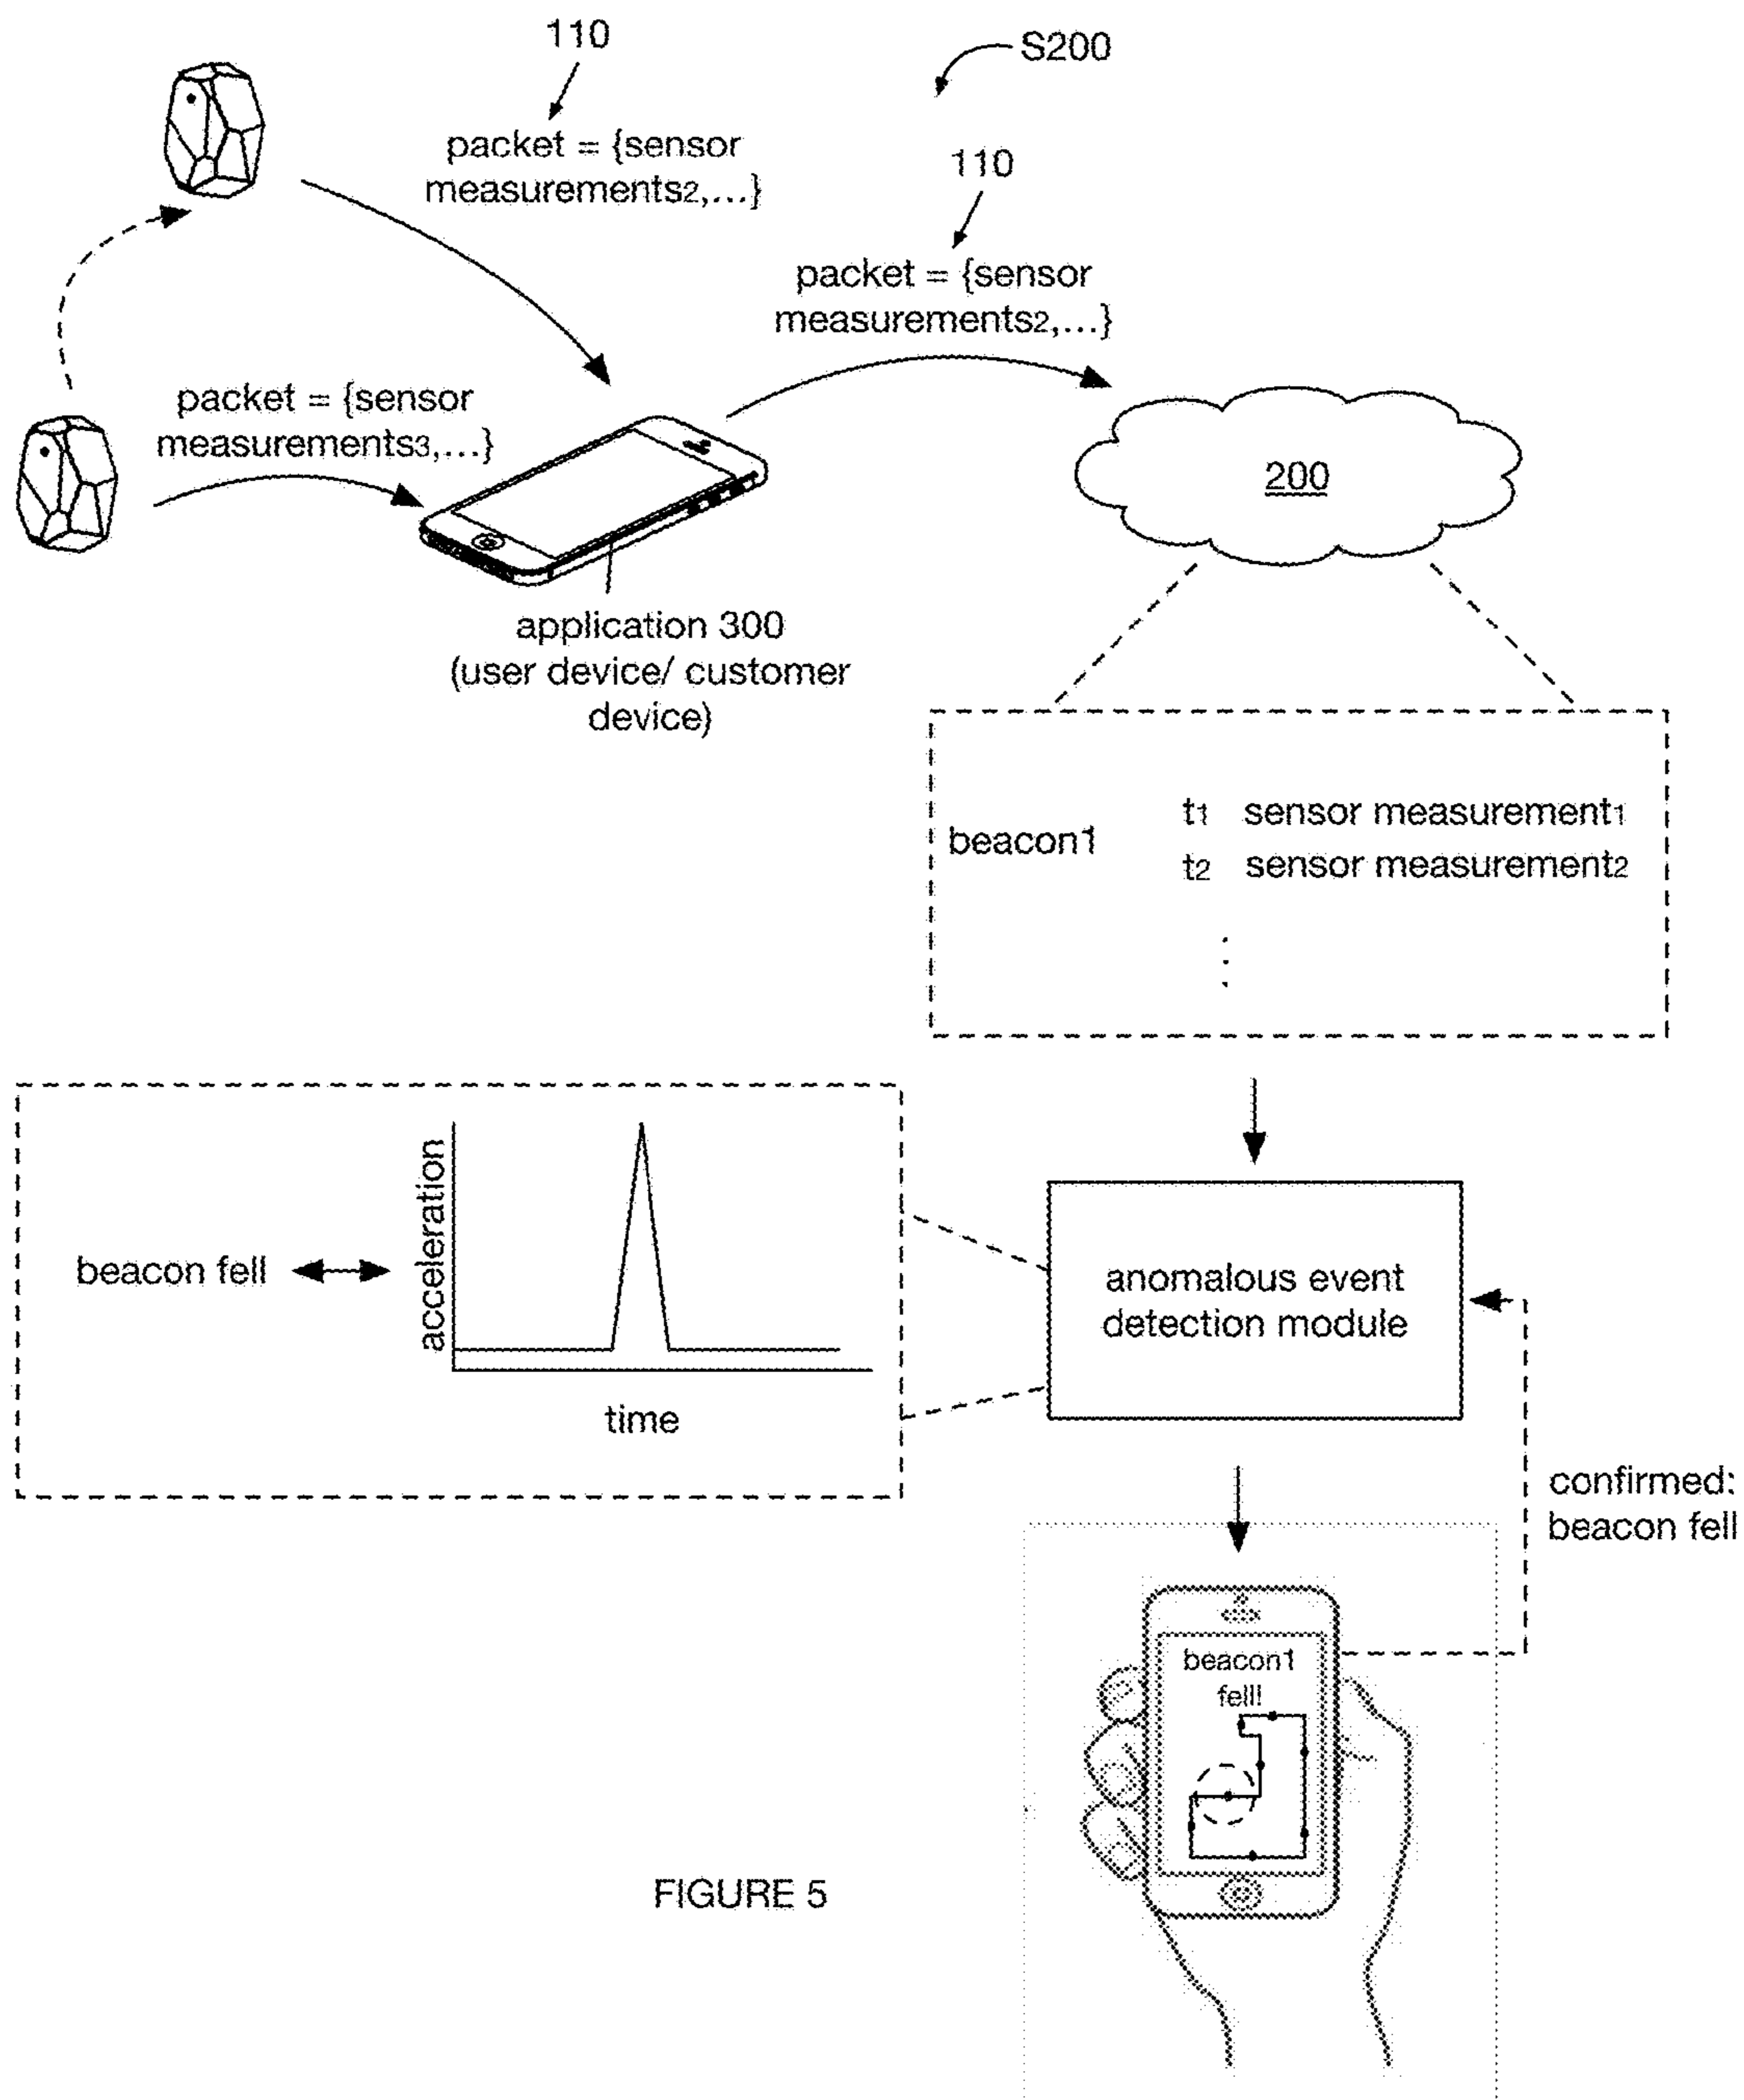 110
S200
packet = {sensor
measurements2,...}
110
packet = {sensor
measurements2,...}
packet = {sensor
measurements3,...}
200
application 300
(user device/ customer
device)
beacon1
t1 sensor measurement1
t2 sensor measurement2
⋮
beacon fell
acceleration
time
anomalous event
detection module
confirmed:
beacon fell
beacon1
fell!
FIGURE 5